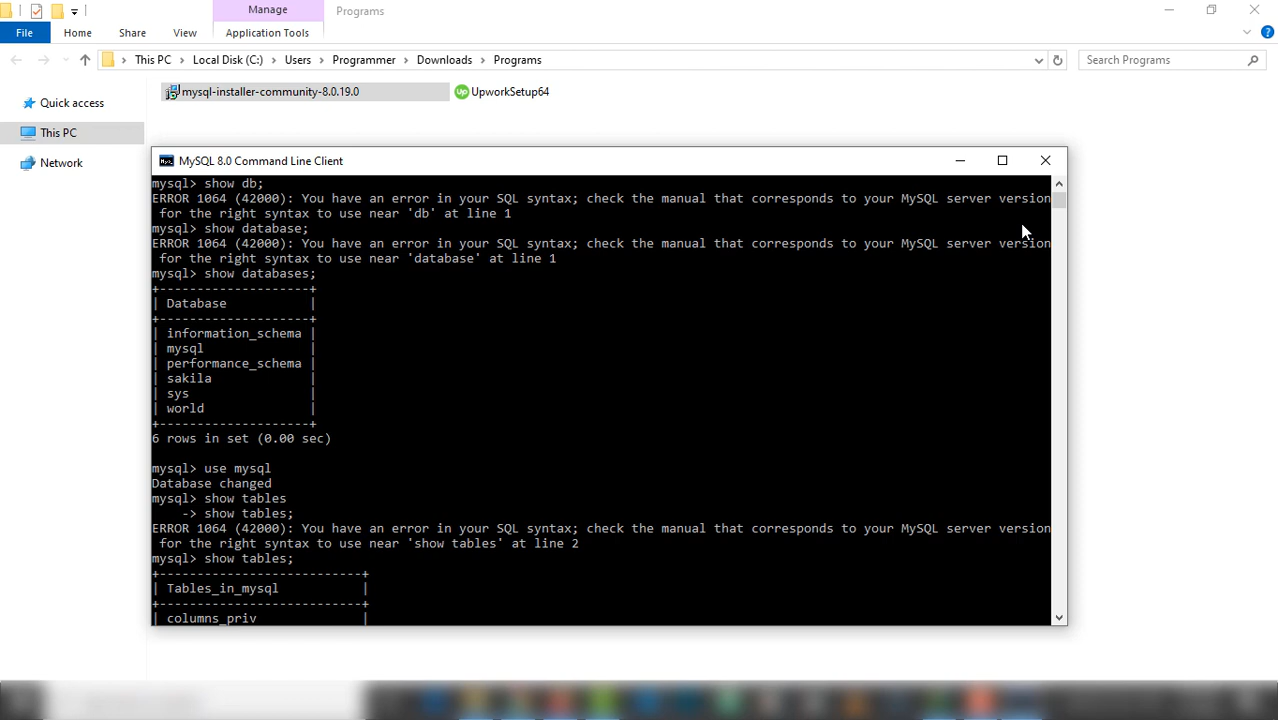 Manage
Programs
File
Home
Share
View
Application Tools
This PC
Local Disk (C:)
Users
Programmer
Downloads
Programs
Search Programs
mysql-installer-community-8.0.19.0
UpworkSetup64
Quick access
This PC
Network
MySQL 8.0 Command Line Client
mysql> show db;
ERROR 1064 (42000): You have an error in your SQL syntax; check the manual that corresponds to your MySQL server version
for the right syntax to use near 'db' at line 1
mysql> show database;
ERROR 1064 (42000): You have an error in your SQL syntax; check the manual that corresponds to your MySQL server version
for the right syntax to use near 'database' at line 1
mysql> show databases;
+--------------------+
| Database           |
+--------------------+
| information_schema |
| mysql              |
| performance_schema |
| sakila             |
| sys                |
| world              |
+--------------------+
6 rows in set (0.00 sec)
mysql> use mysql
Database changed
mysql> show tables
    -> show tables;
ERROR 1064 (42000): You have an error in your SQL syntax; check the manual that corresponds to your MySQL server version
for the right syntax to use near 'show tables' at line 2
mysql> show tables;
+---------------------------+
| Tables_in_mysql           |
+---------------------------+
| columns_priv              |